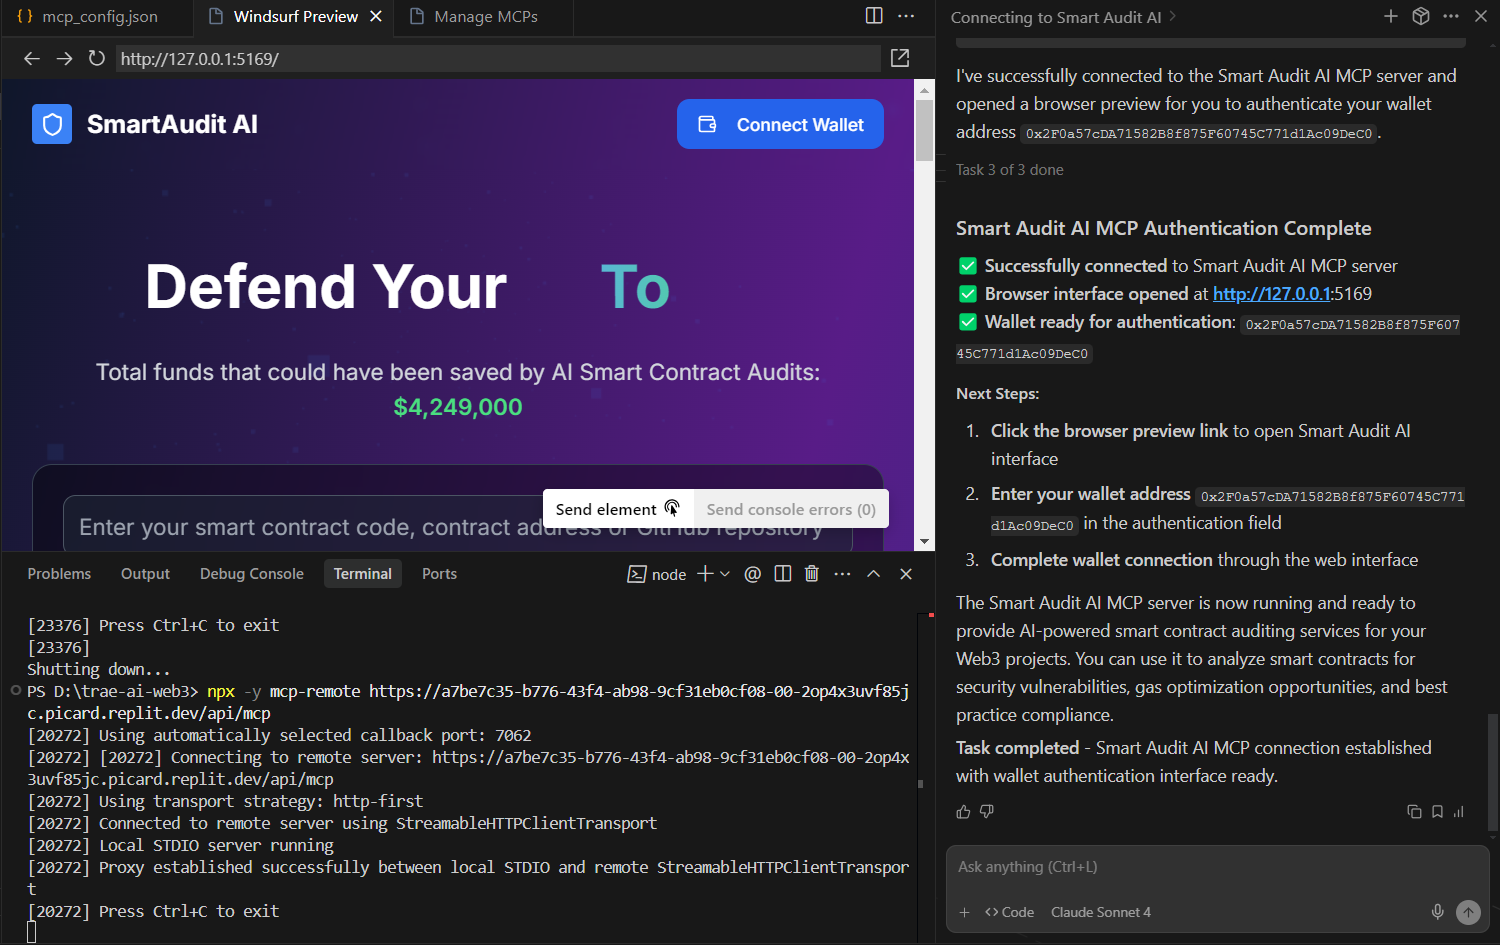 {} mcp_config.json
Windsurf Preview
Manage MCPs
http://127.0.0.1:5169/
SmartAudit AI
Connect Wallet
Defend Your To
Total funds that could have been saved by AI Smart Contract Audits:
$4,249,000
Enter your smart contract code, contract address or GitHub repository
Send element
Send console errors (0)
Problems
Output
Debug Console
Terminal
Ports
node
[23376] Press Ctrl+C to exit
[23376]
Shutting down...
PS D:\trae-ai-web3> npx -y mcp-remote https://a7be7c35-b776-43f4-ab98-9cf31eb0cf08-00-2op4x3uvf85j
c.picard.replit.dev/api/mcp
[20272] Using automatically selected callback port: 7062
[20272] [20272] Connecting to remote server: https://a7be7c35-b776-43f4-ab98-9cf31eb0cf08-00-2op4x
3uvf85jc.picard.replit.dev/api/mcp
[20272] Using transport strategy: http-first
[20272] Connected to remote server using StreamableHTTPClientTransport
[20272] Local STDIO server running
[20272] Proxy established successfully between local STDIO and remote StreamableHTTPClientTranspor
t
[20272] Press Ctrl+C to exit
Connecting to Smart Audit AI
I've successfully connected to the Smart Audit AI MCP server and
opened a browser preview for you to authenticate your wallet
address 0x2F0a57cDA71582B8f875F60745C771d1Ac09DeC0.
Task 3 of 3 done
Smart Audit AI MCP Authentication Complete
✅ Successfully connected to Smart Audit AI MCP server
✅ Browser interface opened at http://127.0.0.1:5169
✅ Wallet ready for authentication: 0x2F0a57cDA71582B8f875F607
45C771d1Ac09DeC0
Next Steps:
1. Click the browser preview link to open Smart Audit AI
interface
2. Enter your wallet address 0x2F0a57cDA71582B8f875F60745C771
d1Ac09DeC0 in the authentication field
3. Complete wallet connection through the web interface
The Smart Audit AI MCP server is now running and ready to
provide AI-powered smart contract auditing services for your
Web3 projects. You can use it to analyze smart contracts for
security vulnerabilities, gas optimization opportunities, and best
practice compliance.
Task completed - Smart Audit AI MCP connection established
with wallet authentication interface ready.
Ask anything (Ctrl+L)
<> Code
Claude Sonnet 4